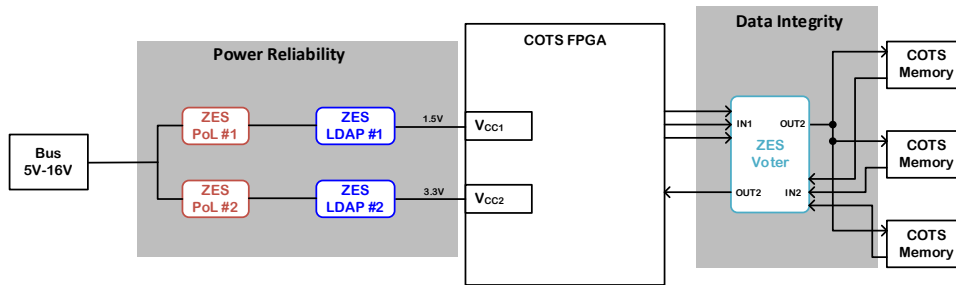 Data Integrity
Power Reliability
COTS FPGA
COTS
Memory
Bus
5V-16V
ZES
PoL #1
ZES
LDAP #1
1.5V
VCC1
ZES
PoL #2
ZES
LDAP #2
3.3V
VCC2
IN1
OUT2
ZES
Voter
OUT2
IN2
COTS
Memory
COTS
Memory